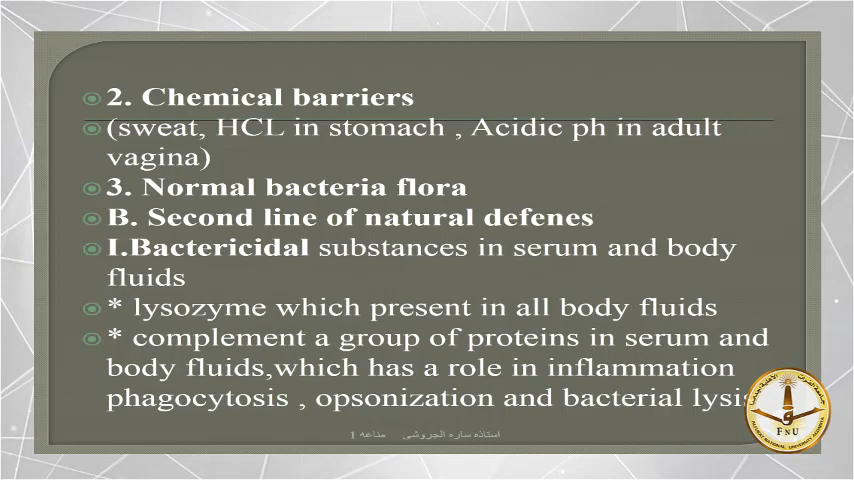 2. Chemical barriers
(sweat, HCL in stomach , Acidic ph in adult
vagina)
3. Normal bacteria flora
B. Second line of natural defenes
I.Bactericidal substances in serum and body
fluids
* lysozyme which present in all body fluids
* complement a group of proteins in serum and
body fluids,which has a role in inflammation
phagocytosis , opsonization and bacterial lysis
استاذه ساره الجروشي مناعه 1
FNU